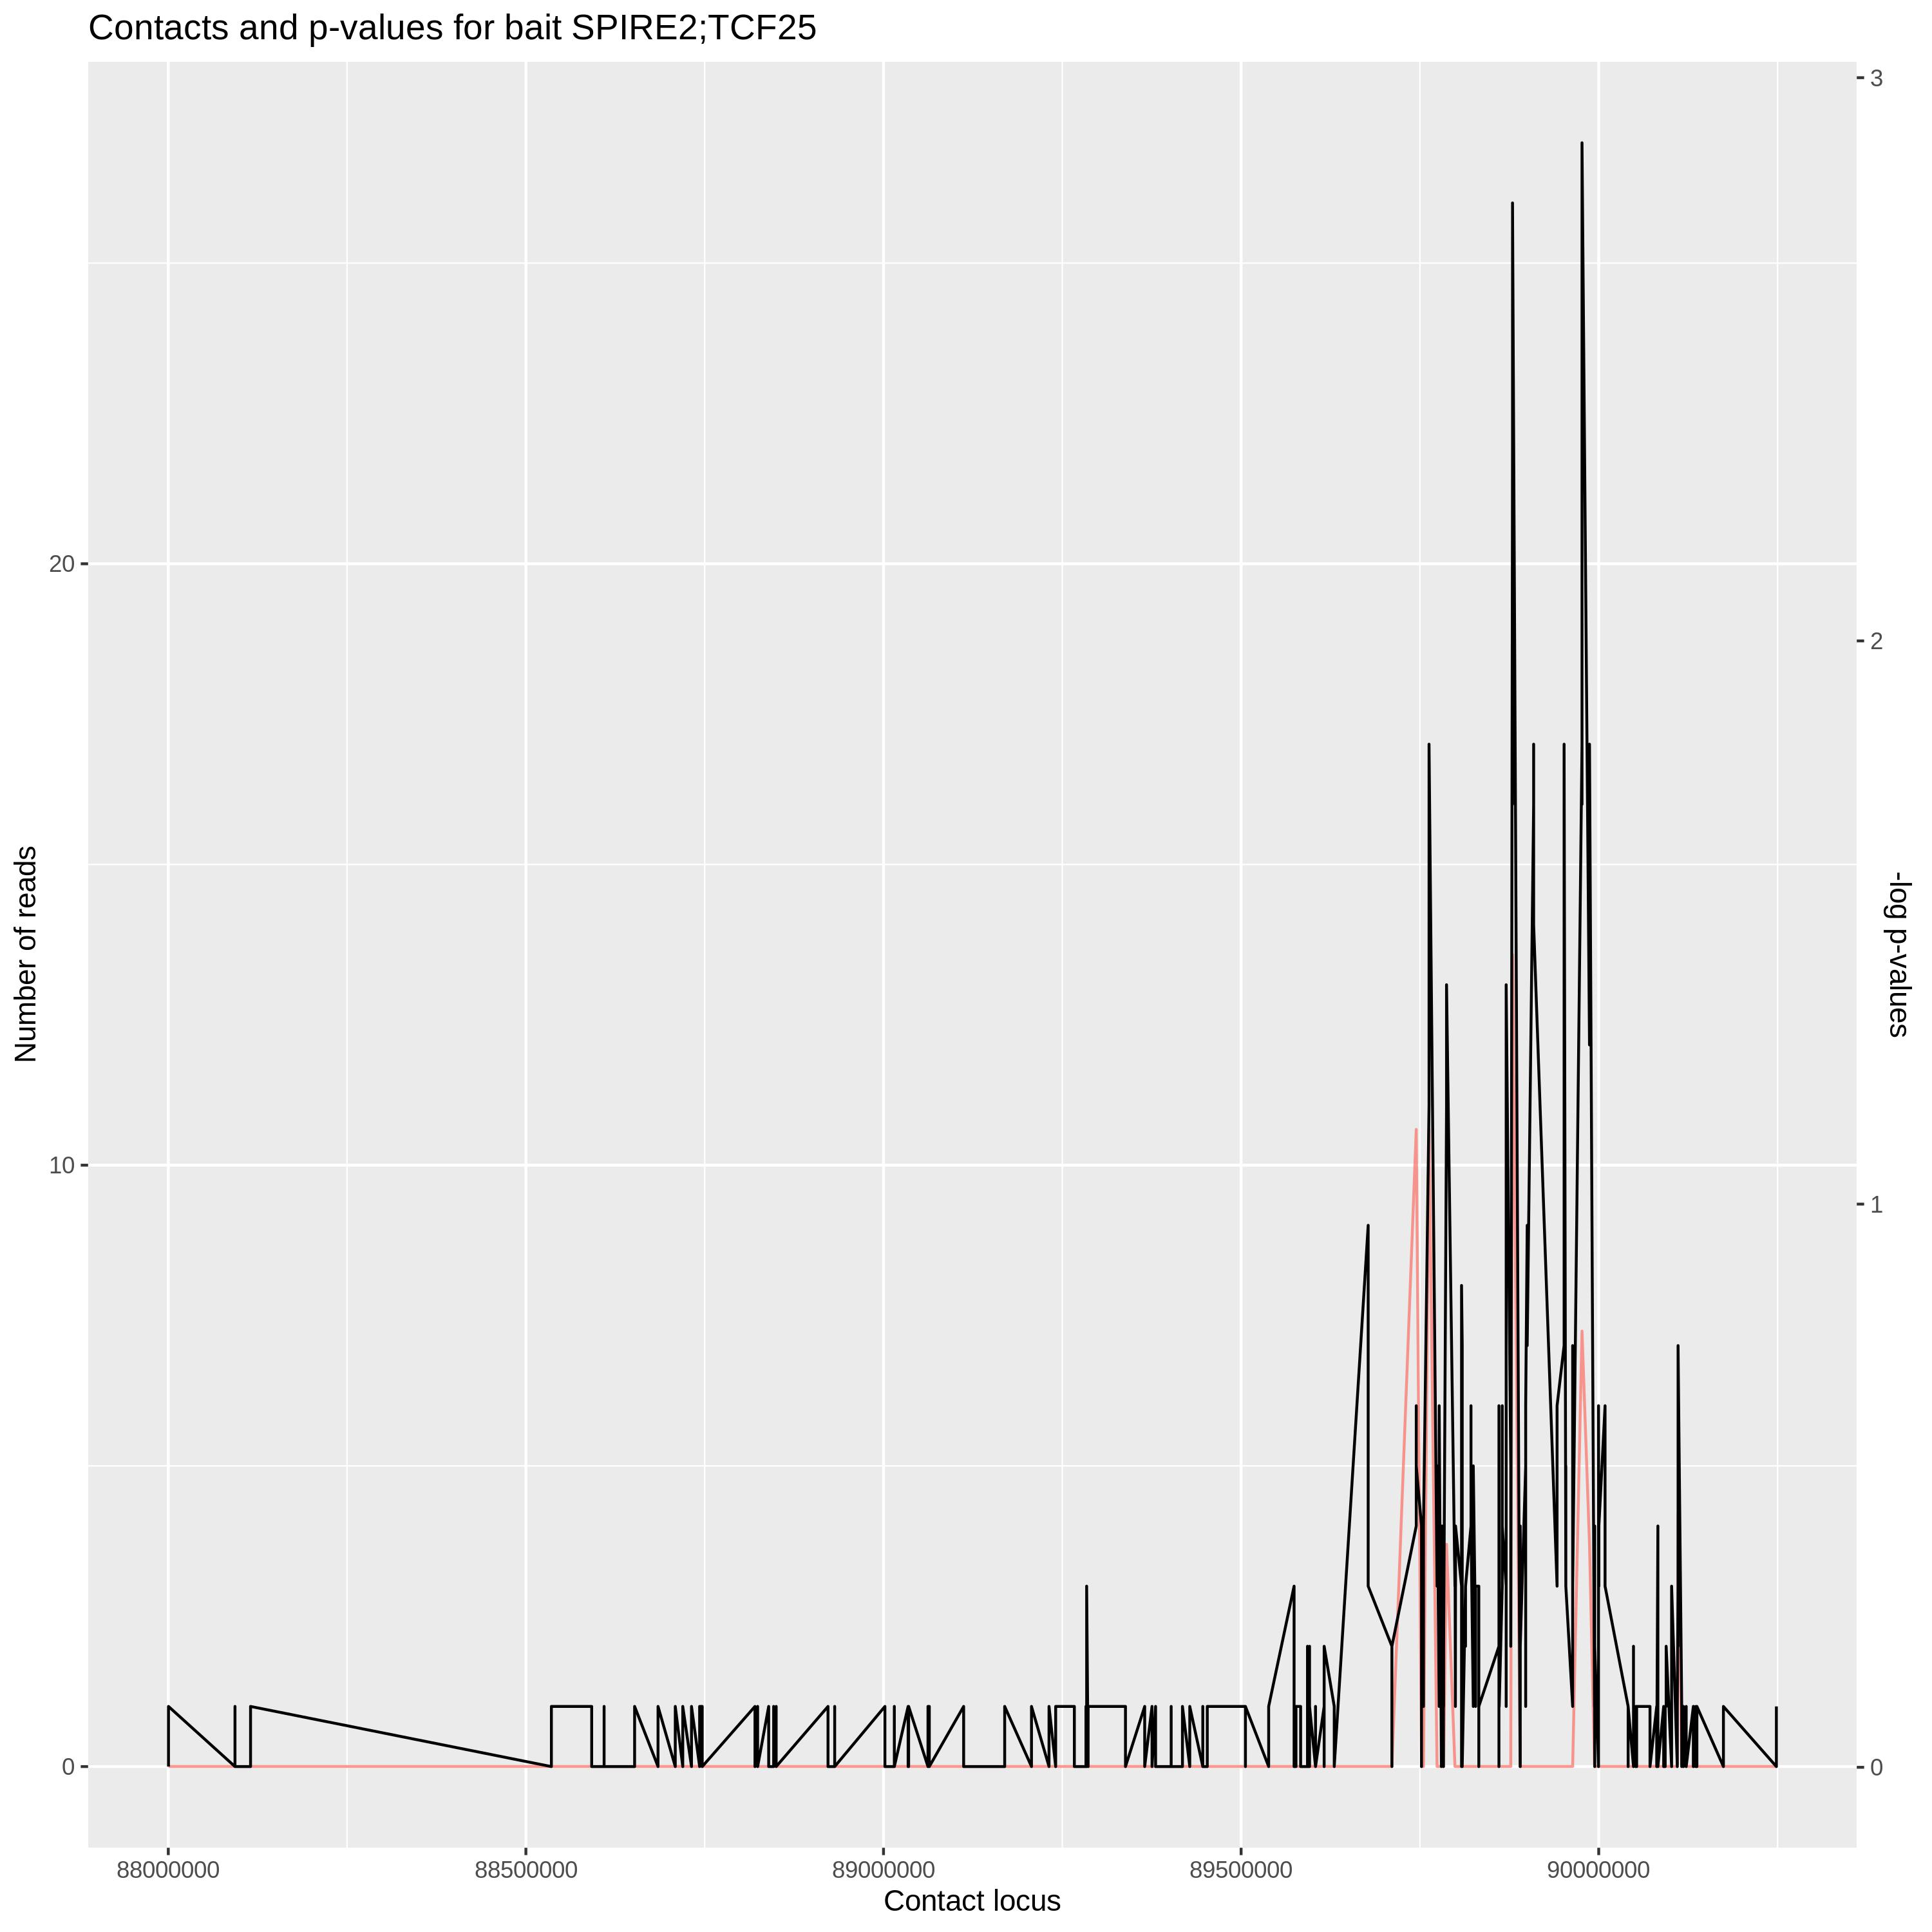 Contacts and p-values for bait SPIRE2;TCF25
3
20
2
Number of reads
-log p-values
10
1
0
0
88000000 88500000 89000000 89500000 90000000
Contact locus